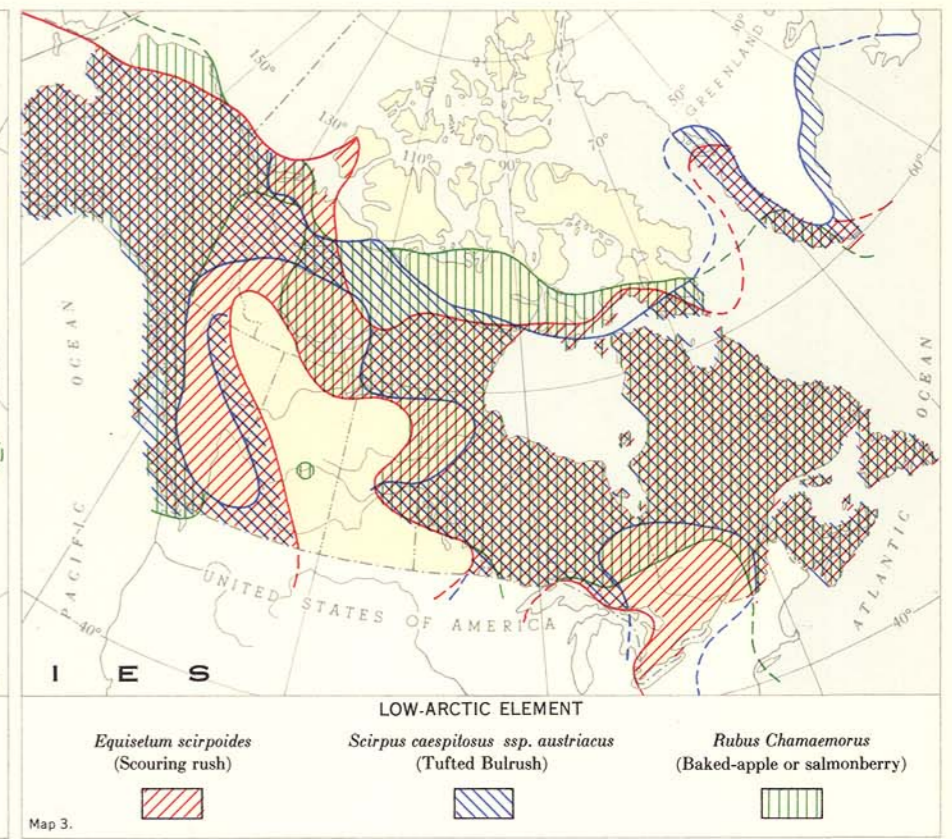 150°
130°
110°
90°
70°
50°
30°
60°
GREENLAND
PACIFIC OCEAN
ATLANTIC OCEAN
40°
40°
UNITED STATES OF AMERICA
I E S
LOW-ARCTIC ELEMENT
Equisetum scirpoides
(Scouring rush)
Scirpus caespitosus ssp. austriacus
(Tufted Bulrush)
Rubus Chamaemorus
(Baked-apple or salmonberry)
Map 3.